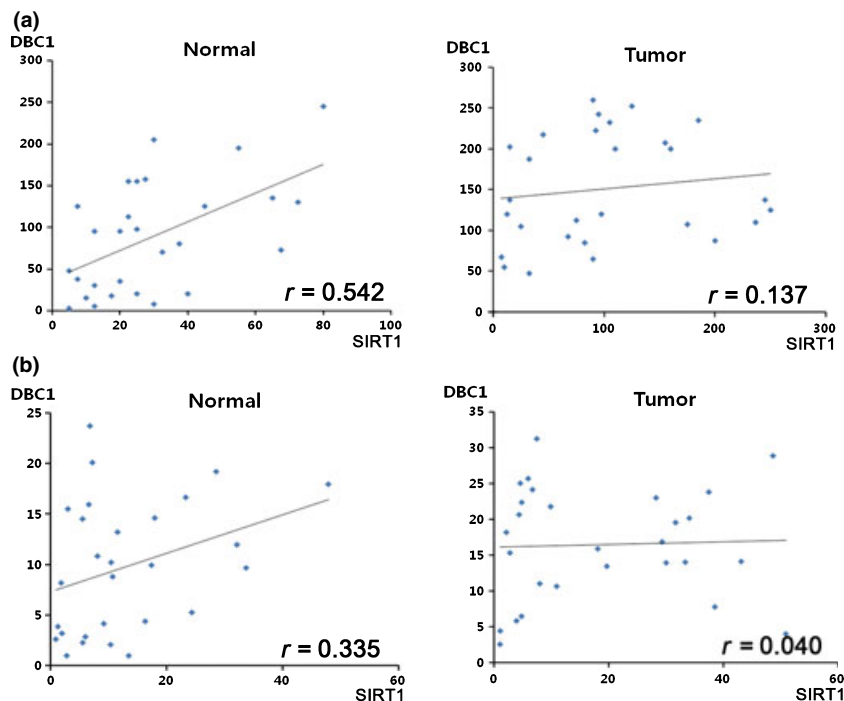 (a)
DBC1
Normal
300
250
200
150
100
50
0
0 20 40 60 80 100
SIRT1
r = 0.542
DBC1
Tumor
300
250
200
150
100
50
0
0 100 200 300
SIRT1
r = 0.137
(b)
DBC1
Normal
25
20
15
10
5
0
0 20 40 60
SIRT1
r = 0.335
DBC1
Tumor
35
30
25
20
15
10
5
0
0 20 40 60
SIRT1
r = 0.040